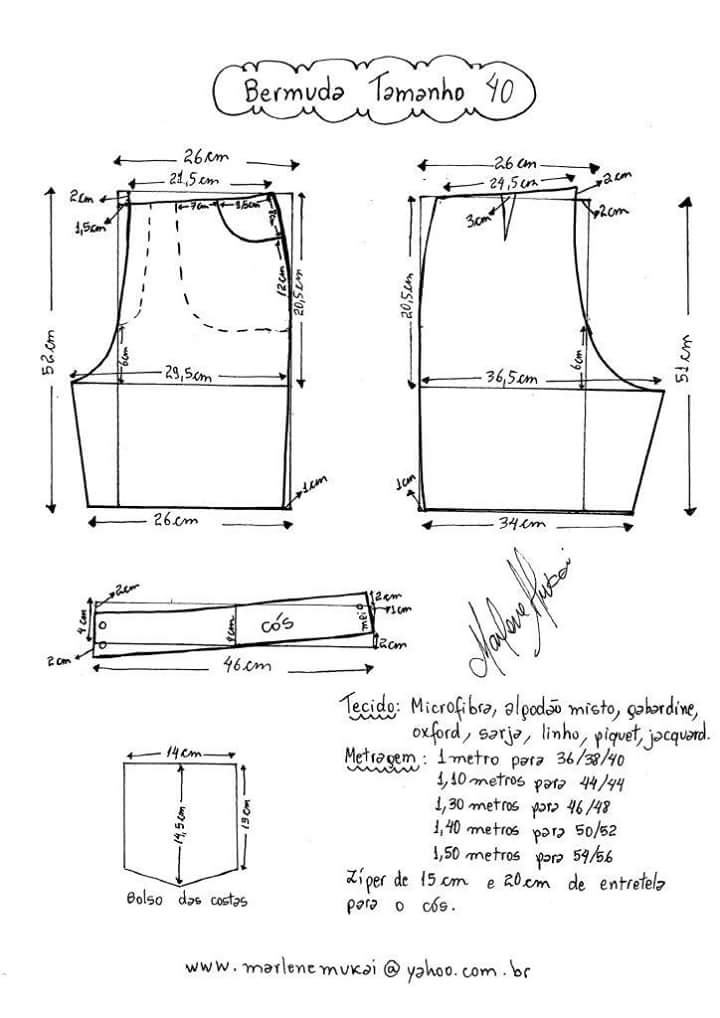 Bermuda Tamanho 40
26cm
21,5cm
2cm
1,5cm
7cm
12cm
20,5cm
52cm
6cm
29,5cm
1cm
26cm
26cm
24,5cm
2cm
3cm
2cm
20,5cm
6cm
36,5cm
51cm
1cm
34cm
2cm
4cm
2cm
cós
meio
2cm
1cm
2cm
46cm
Marlene Mukai
14cm
14,5cm
13cm
Bolso das costas
Tecido: Microfibra, algodão misto, gabardine,
oxford, sarja, linho, piquet, jacquard.
Metragem: 1 metro para 36/38/40
1,10 metros para 44/44
1,30 metros para 46/48
1,40 metros para 50/52
1,50 metros para 54/56
Zíper de 15cm e 20cm de entretela
para o cós.
www.marlenemukai@yahoo.com.br